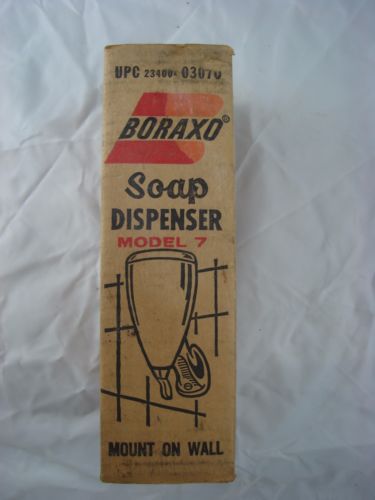 UPC 23400-03070
BORAXO®
Soap
DISPENSER
MODEL 7
MOUNT ON WALL